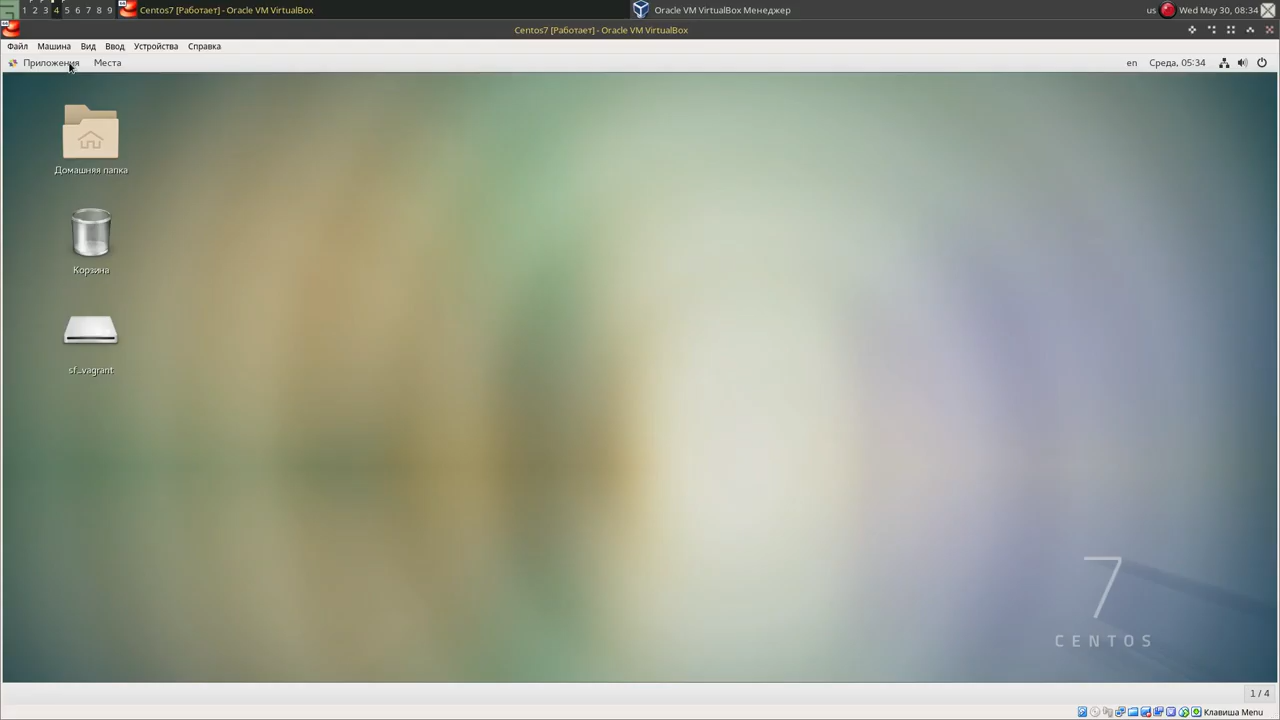 1 2 3 4 5 6 7 8 9 Centos7 [Работает] - Oracle VM VirtualBox Oracle VM VirtualBox Менеджер us Wed May 30, 08:34
Centos7 [Работает] - Oracle VM VirtualBox
Файл Машина Вид Ввод Устройства Справка
Приложения Места en Среда, 05:34
Домашняя папка
Корзина
sf_vagrant
7
CENTOS
1 / 4
Клавиша Menu